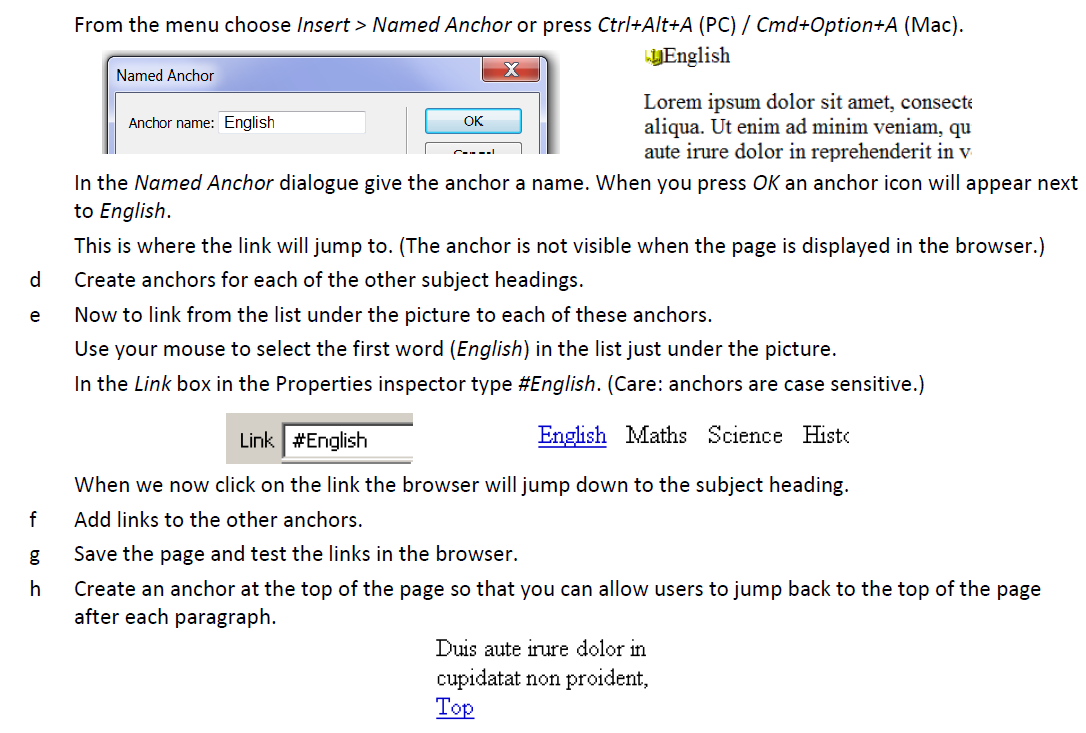 From the menu choose Insert > Named Anchor or press Ctrl+Alt+A (PC) / Cmd+Option+A (Mac).
Named Anchor
X
Anchor name: English
OK
English
Lorem ipsum dolor sit amet, consecte
aliqua. Ut enim ad minim veniam, qu
aute irure dolor in reprehenderit in v
In the Named Anchor dialogue give the anchor a name. When you press OK an anchor icon will appear next
to English.
This is where the link will jump to. (The anchor is not visible when the page is displayed in the browser.)
d Create anchors for each of the other subject headings.
e Now to link from the list under the picture to each of these anchors.
Use your mouse to select the first word (English) in the list just under the picture.
In the Link box in the Properties inspector type #English. (Care: anchors are case sensitive.)
Link #English
English Maths Science Histo
When we now click on the link the browser will jump down to the subject heading.
f Add links to the other anchors.
g Save the page and test the links in the browser.
h Create an anchor at the top of the page so that you can allow users to jump back to the top of the page
after each paragraph.
Duis aute irure dolor in
cupidatat non proident,
Top